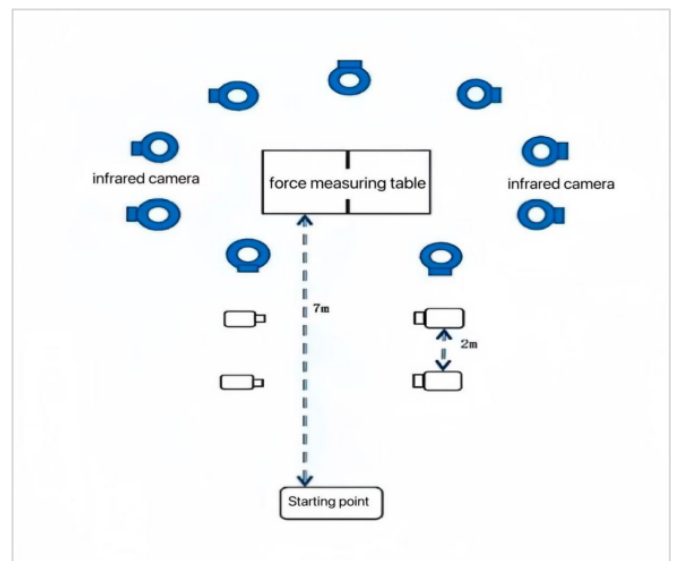 infrared camera
force measuring table
infrared camera
7m
2m
Starting point